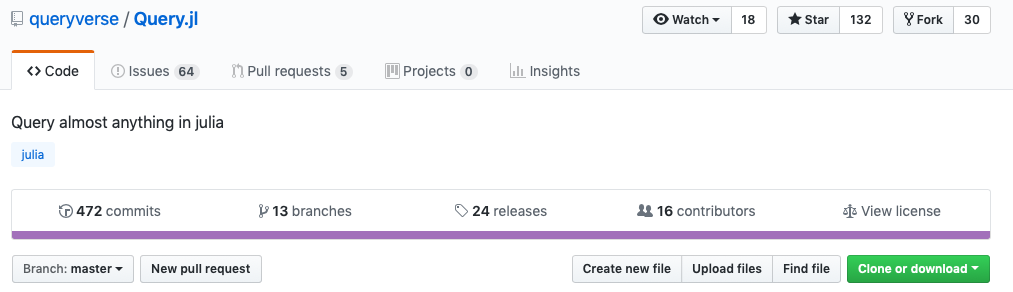 queryverse / Query.jl Watch 18 Star 132 Fork 30
Code Issues 64 Pull requests 5 Projects 0 Insights
Query almost anything in julia
julia
472 commits 13 branches 24 releases 16 contributors View license
Branch: master New pull request Create new file Upload files Find file Clone or download